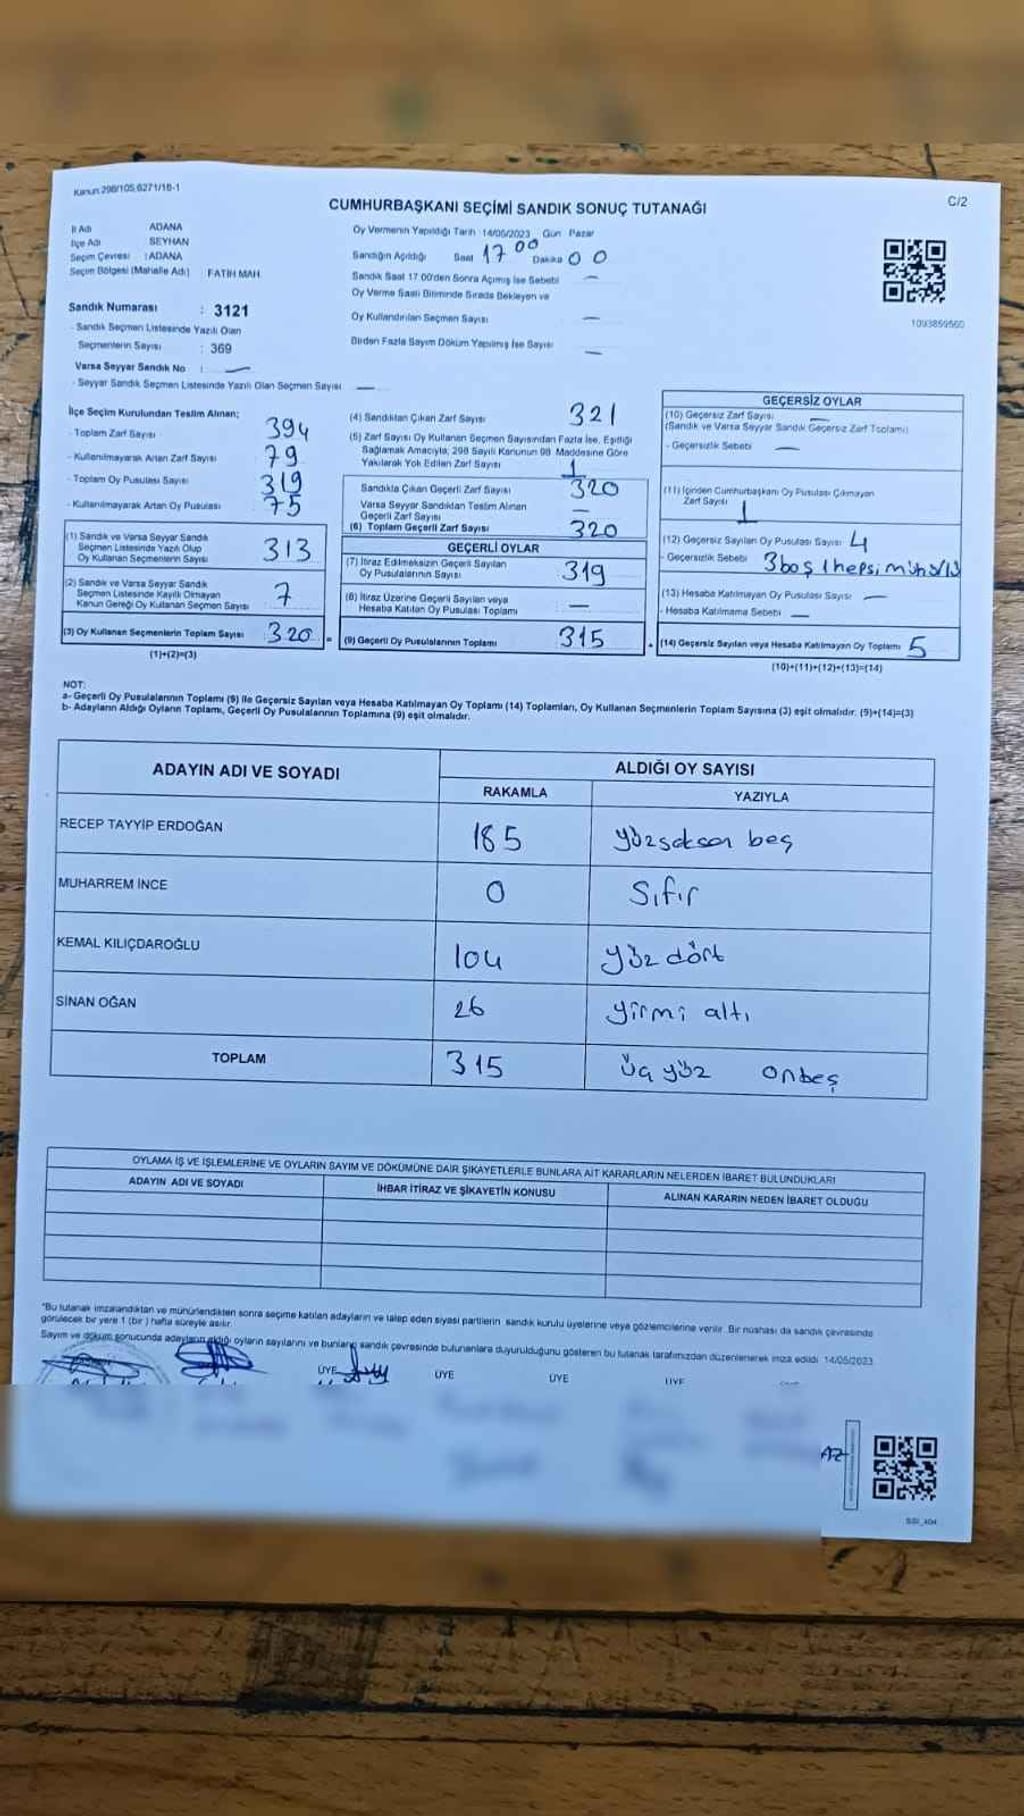 Kanun:298/105,6271/18-1
C/2
CUMHURBAŞKANI SEÇİMİ SANDIK SONUÇ TUTANAĞI
İl Adı ADANA
İlçe Adı SEYHAN
Seçim Çevresi : ADANA
Seçim Bölgesi (Mahalle Adı) FATİH MAH.
Sandık Numarası : 3121
- Sandık Seçmen Listesinde Yazılı Olan
Seçmenlerin Sayısı : 369
Varsa Seyyar Sandık No : —
- Seyyar Sandık Seçmen Listesinde Yazılı Olan Seçmen Sayısı —
Oy Vermenin Yapıldığı Tarih :14/05/2023 Gün Pazar
Sandığın Açıldığı Saat 17 00 Dakika 0 0
Sandık Saat 17.00'den Sonra Açımış İse Sebebi —
Oy Verme Saati Bitiminde Sırada Bekleyen ve
Oy Kullandırılan Seçmen Sayısı —
Birden Fazla Sayım Döküm Yapılmış İse Sayısı —
1093859560
İlçe Seçim Kurulundan Teslim Alınan;
- Toplam Zarf Sayısı 394
- Kullanılmayarak Artan Zarf Sayısı 79
- Toplam Oy Pusulası Sayısı 319
- Kullanılmayarak Artan Oy Pusulası 75
(1) Sandık ve Varsa Seyyar Sandık
Seçmen Listesinde Yazılı Olup
Oy Kullanan Seçmenlerin Sayısı 313
(2) Sandık ve Varsa Seyyar Sandık
Seçmen Listesinde Kayıtlı Olmayan
Kanun Gereği Oy Kullanan Seçmen Sayısı 7
(3) Oy Kullanan Seçmenlerin Toplam Sayısı 320 =
(1)+(2)=(3)
(4) Sandıktan Çıkan Zarf Sayısı 321
(5) Zarf Sayısı Oy Kullanan Seçmen Sayısından Fazla İse, Eşitliği
Sağlamak Amacıyla, 298 Sayılı Kanunun 98 Maddesine Göre
Yakılarak Yok Edilen Zarf Sayısı 1
Sandıkta Çıkan Geçerli Zarf Sayısı 320
Varsa Seyyar Sandıktan Teslim Alınan
Geçerli Zarf Sayısı —
(6) Toplam Geçerli Zarf Sayısı 320
GEÇERLİ OYLAR
(7) İtiraz Edilmeksizin Geçerli Sayılan
Oy Pusulalarının Sayısı 319
(8) İtiraz Üzerine Geçerli Sayılan veya
Hesaba Katılan Oy Pusulası Toplamı —
(9) Geçerli Oy Pusulalarının Toplamı 315
GEÇERSİZ OYLAR
(10) Geçersiz Zarf Sayısı —
(Sandık ve Varsa Seyyar Sandık Geçersiz Zarf Toplamı)
- Geçersizlik Sebebi —
(11) İçinden Cumhurbaşkanı Oy Pusulası Çıkmayan
Zarf Sayısı 1
(12) Geçersiz Sayılan Oy Pusulası Sayısı 4
- Geçersizlik Sebebi 3 boş 1 hepsi mühürlü
(13) Hesaba Katılmayan Oy Pusulası Sayısı —
- Hesaba Katılmama Sebebi —
(14) Geçersiz Sayılan veya Hesaba Katılmayan Oy Toplamı 5
(10)+(11)+(12)+(13)=(14)
NOT:
a- Geçerli Oy Pusulalarının Toplamı (9) ile Geçersiz Sayılan veya Hesaba Katılmayan Oy Toplamı (14) Toplamları, Oy Kullanan Seçmenlerin Toplam Sayısına (3) eşit olmalıdır. (9)+(14)=(3)
b- Adayların Aldığı Oyların Toplamı, Geçerli Oy Pusulalarının Toplamına (9) eşit olmalıdır.
ADAYIN ADI VE SOYADI ALDIĞI OY SAYISI
RAKAMLA YAZIYLA
RECEP TAYYİP ERDOĞAN 185 yüzseksen beş
MUHARREM İNCE 0 Sıfır
KEMAL KILIÇDAROĞLU 104 yüz dört
SİNAN OĞAN 26 yirmi altı
TOPLAM 315 üç yüz onbeş
OYLAMA İŞ VE İŞLEMLERİNE VE OYLARIN SAYIM VE DÖKÜMÜNE DAİR ŞİKAYETLERLE BUNLARA AİT KARARLARIN NELERDEN İBARET BULUNDUKLARI
ADAYIN ADI VE SOYADI İHBAR İTİRAZ VE ŞİKAYETİN KONUSU ALINAN KARARIN NEDEN İBARET OLDUĞU
*Bu tutanak imzalandıktan ve mühürlendikten sonra seçime katılan adayların ve talep eden siyasi partilerin sandık kurulu üyelerine veya gözlemcilerine verilir. Bir nüshası da sandık çevresinde
görülecek bir yere 1 (bir) hafta süreyle asılır.
Sayım ve döküm sonucunda adayların aldığı oyların sayılarını ve bunların sandık çevresinde bulunanlara duyurulduğunu gösteren bu tutanak tarafımızdan düzenlenerek imza edildi 14/05/2023
ÜYE ÜYE ÜYE ÜYE